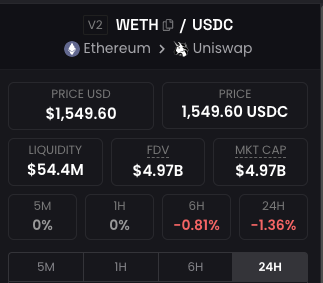 V2 WETH / USDC
Ethereum > Uniswap
PRICE USD PRICE
$1,549.60 1,549.60 USDC
LIQUIDITY FDV MKT CAP
$54.4M $4.97B $4.97B
5M 1H 6H 24H
0% 0% -0.81% -1.36%
5M 1H 6H 24H